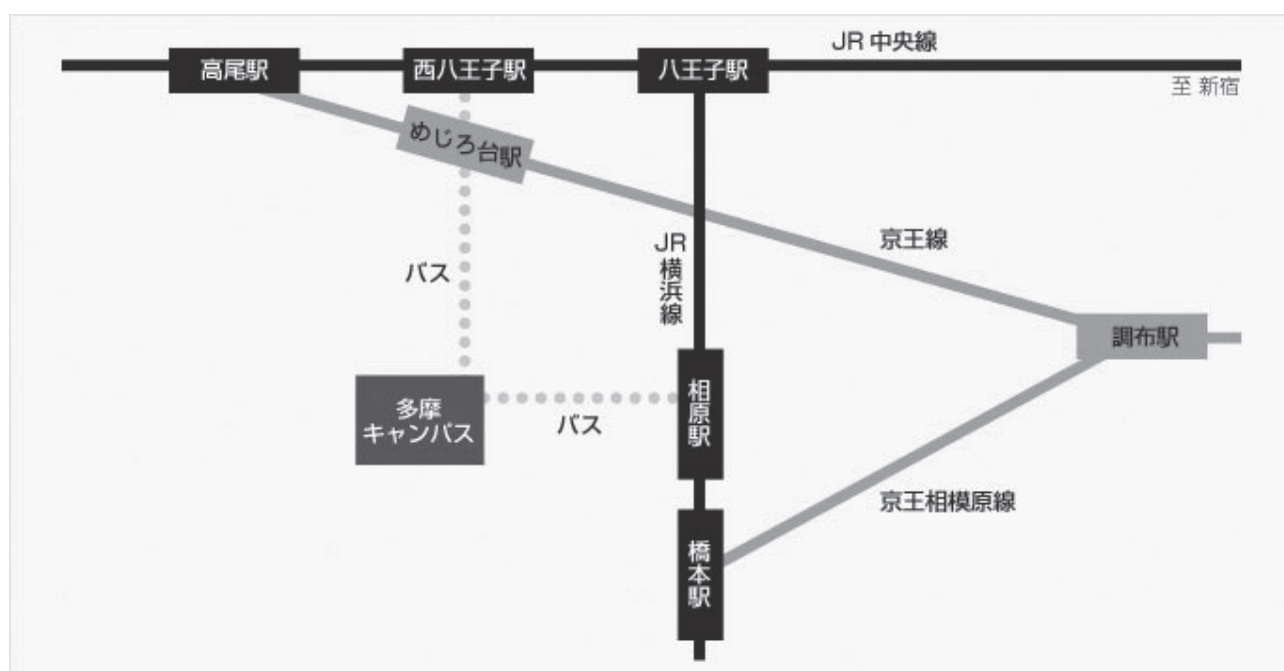 JR 中央線
高尾駅
西八王子駅
八王子駅
至 新宿
めじろ台駅
京王線
JR
横浜線
バス
調布駅
相原駅
多摩
キャンパス
バス
京王相模原線
橋本駅